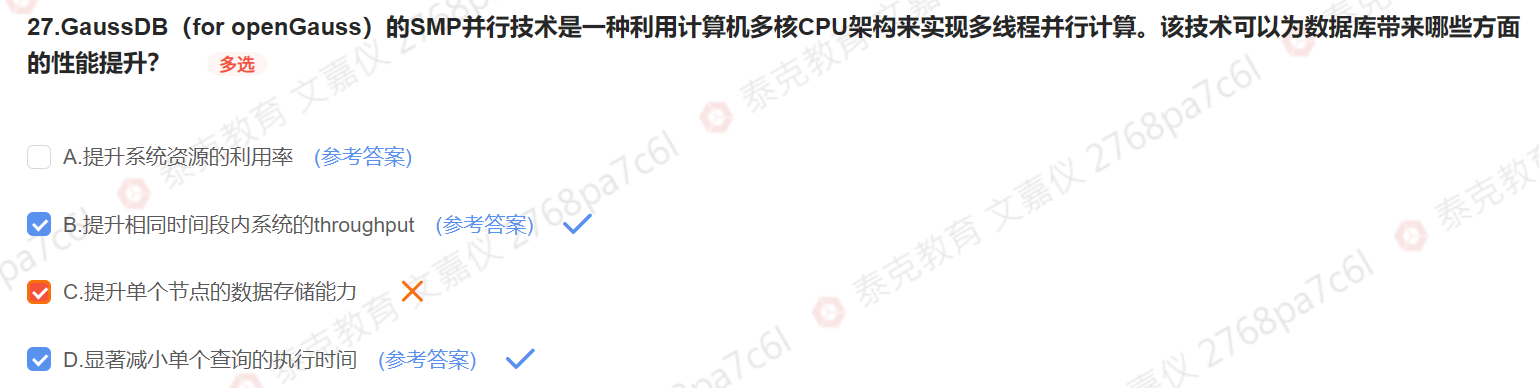 27.GaussDB（for openGauss）的SMP并行技术是一种利用计算机多核CPU架构来实现多线程并行计算。该技术可以为数据库带来哪些方面
的性能提升？ 多选
A.提升系统资源的利用率 (参考答案)
B.提升相同时间段内系统的throughput (参考答案)
C.提升单个节点的数据存储能力
D.显著减小单个查询的执行时间 (参考答案)
泰克教育 文嘉仪 2768pa7c6l